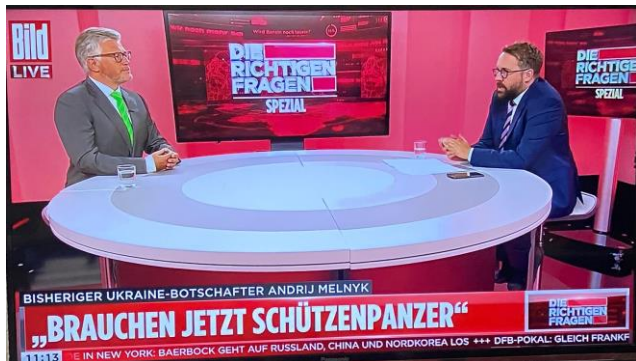 Bild
LIVE
DIE
RICHTIGEN
FRAGEN
SPEZIAL
DIE
RICHTIGEN
FRAGEN
SPEZIAL
BISHERIGER UKRAINE-BOTSCHAFTER ANDRIJ MELNYK
„BRAUCHEN JETZT SCHÜTZENPANZER“
DIE
RICHTIGEN
FRAGEN
11:13 E IN NEW YORK: BAERBOCK GEHT AUF RUSSLAND, CHINA UND NORDKOREA LOS +++ DFB-POKAL: GLEICH FRANKF
Panasonic